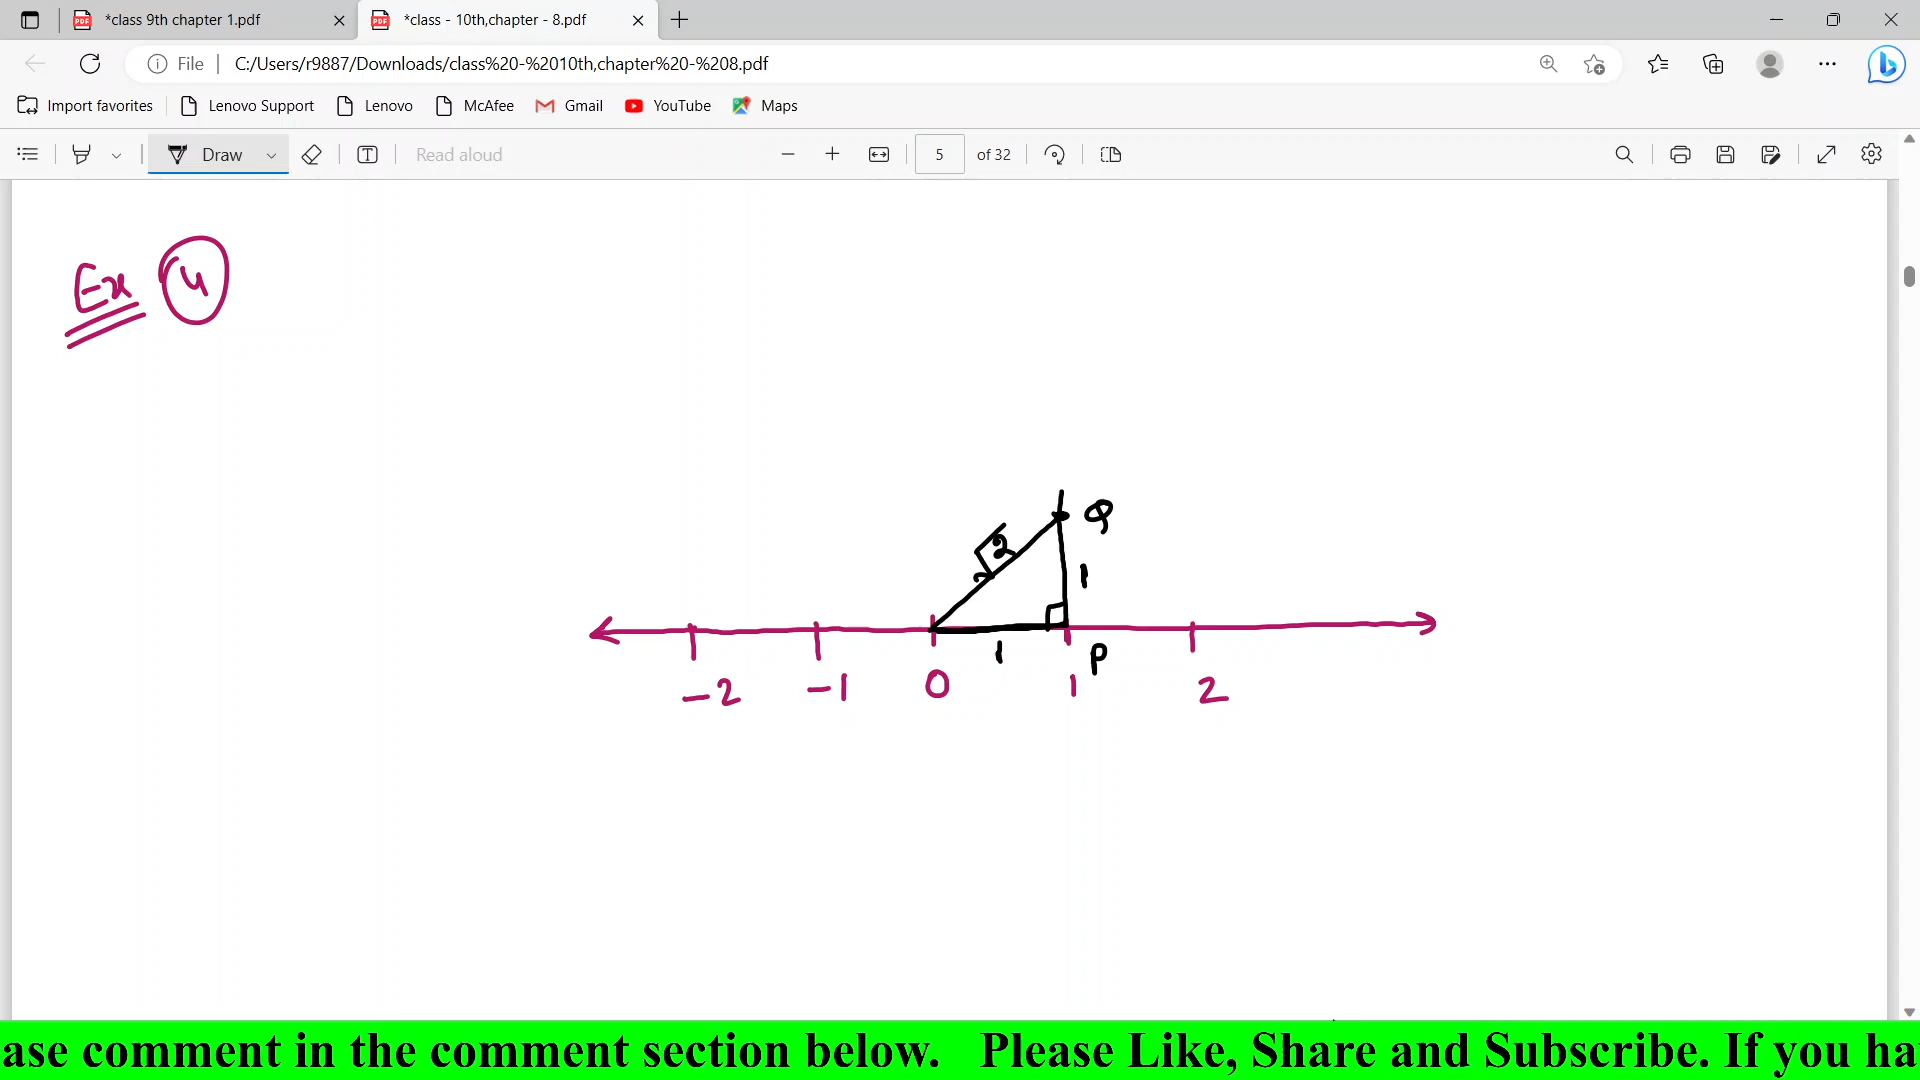 *class 9th chapter 1.pdf
*class - 10th,chapter - 8.pdf
File C:/Users/r9887/Downloads/class%20-%2010th,chapter%20-%208.pdf
Import favorites Lenovo Support Lenovo McAfee Gmail YouTube Maps
Draw Read aloud 5 of 32
Ex 4
Q
√2
1
1 P
-2 -1 0 1 2
ase comment in the comment section below. Please Like, Share and Subscribe. If you ha